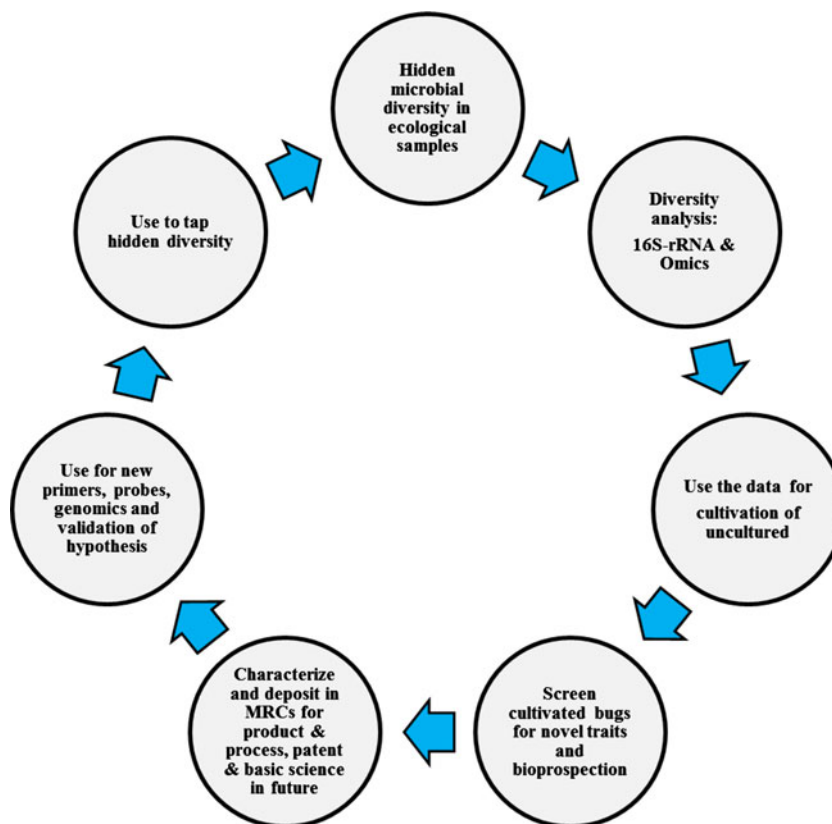 Hidden
microbial
diversity in
ecological
samples
Diversity
analysis:
16S-rRNA &
Omics
Use the data for
cultivation of
uncultured
Screen
cultivated bugs
for novel traits
and
bioprospection
Characterize
and deposit in
MRCs for
product &
process, patent
& basic science
in future
Use for new
primers, probes,
genomics and
validation of
hypothesis
Use to tap
hidden diversity